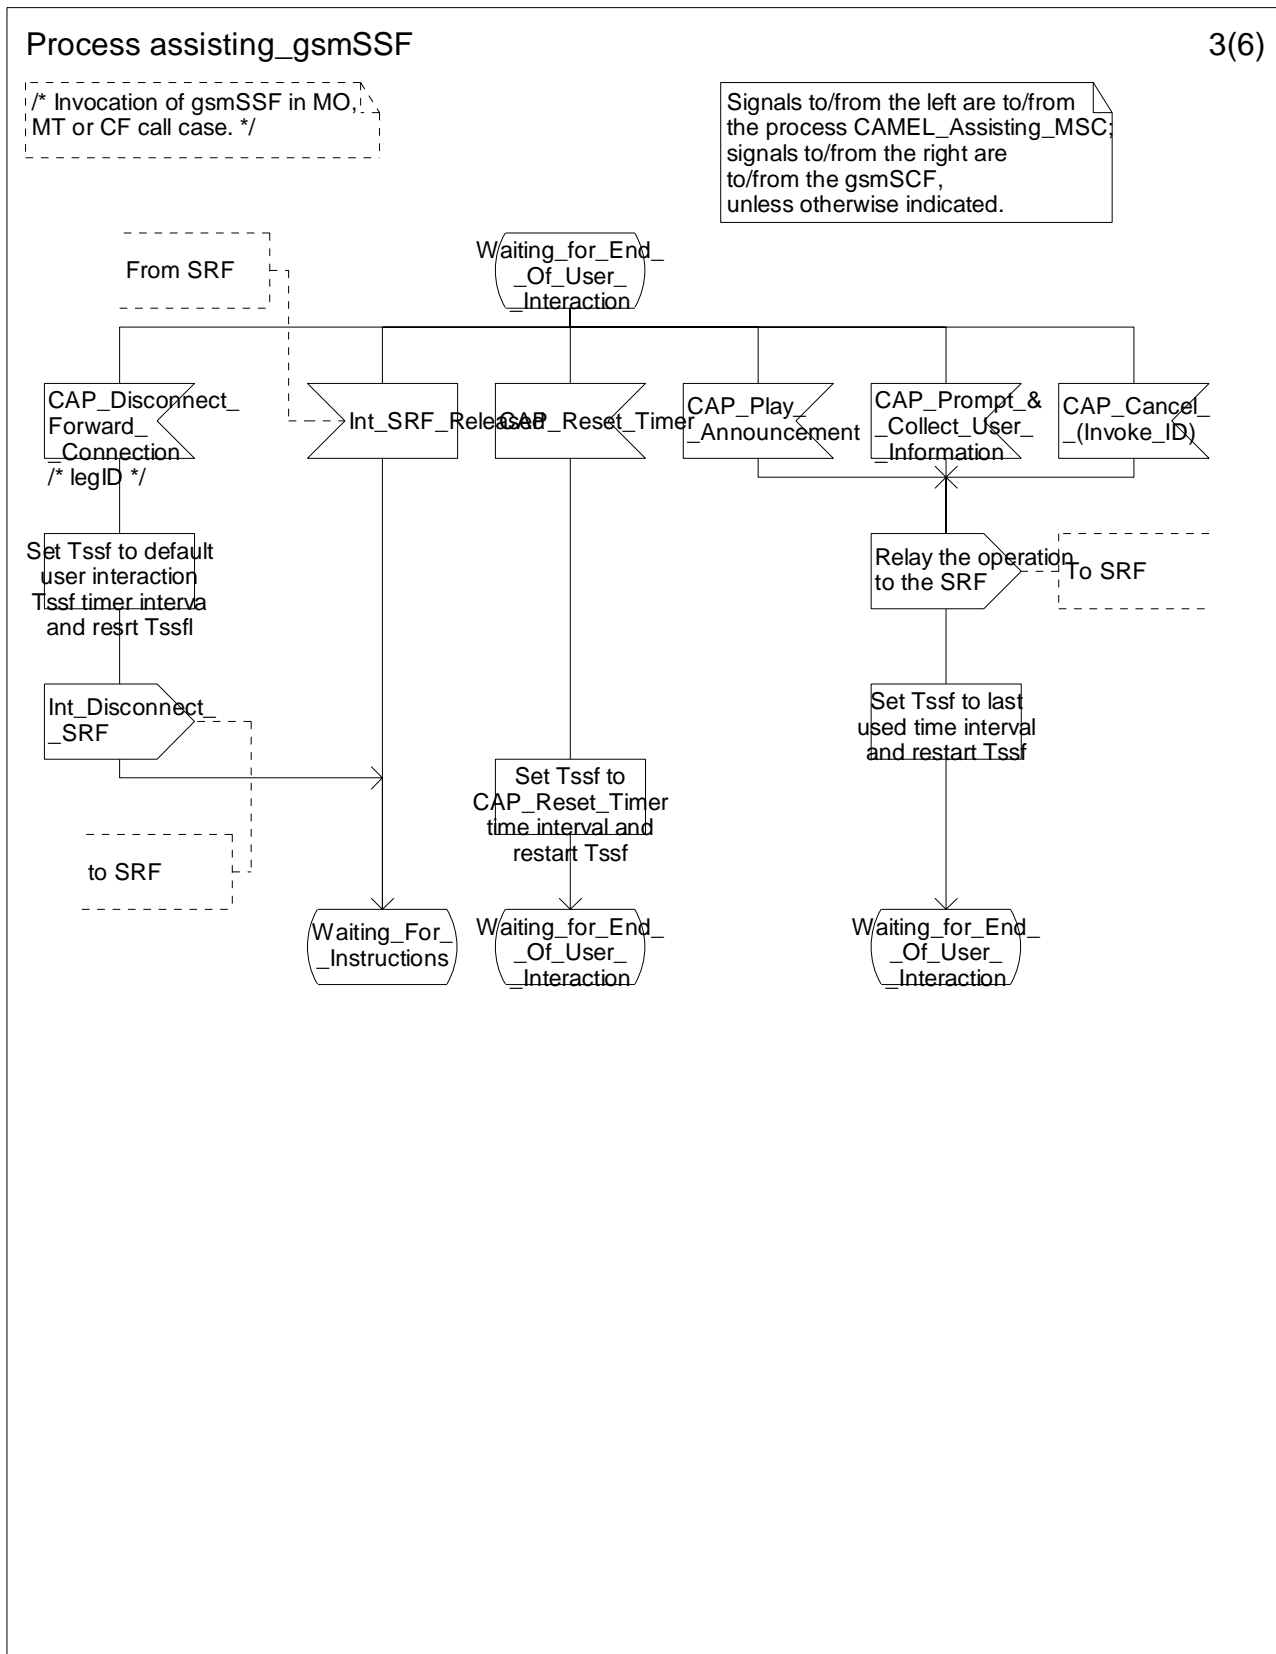 Process assisting_gsmSSF
3(6)
/* Invocation of gsmSSF in MO,
MT or CF call case. */
Signals to/from the left are to/from
the process CAMEL_Assisting_MSC;
signals to/from the right are
to/from the gsmSCF,
unless otherwise indicated.
From SRF
Waiting_for_End_
_Of_User_
_Interaction
CAP_Disconnect_
Forward_
_Connection
/* legID */
Int_SRF_Released
CAP_Reset_Timer
CAP_Play_
_Announcement
CAP_Prompt_&
_Collect_User_
_Information
CAP_Cancel_
_(Invoke_ID)
Set Tssf to default
user interaction
Tssf timer interva
and resrt Tssfl
Relay the operation
to the SRF
To SRF
Int_Disconnect_
_SRF
Set Tssf to last
used time interval
and restart Tssf
Set Tssf to
CAP_Reset_Timer
time interval and
restart Tssf
to SRF
Waiting_For_
_Instructions
Waiting_for_End_
_Of_User_
_Interaction
Waiting_for_End_
_Of_User_
_Interaction